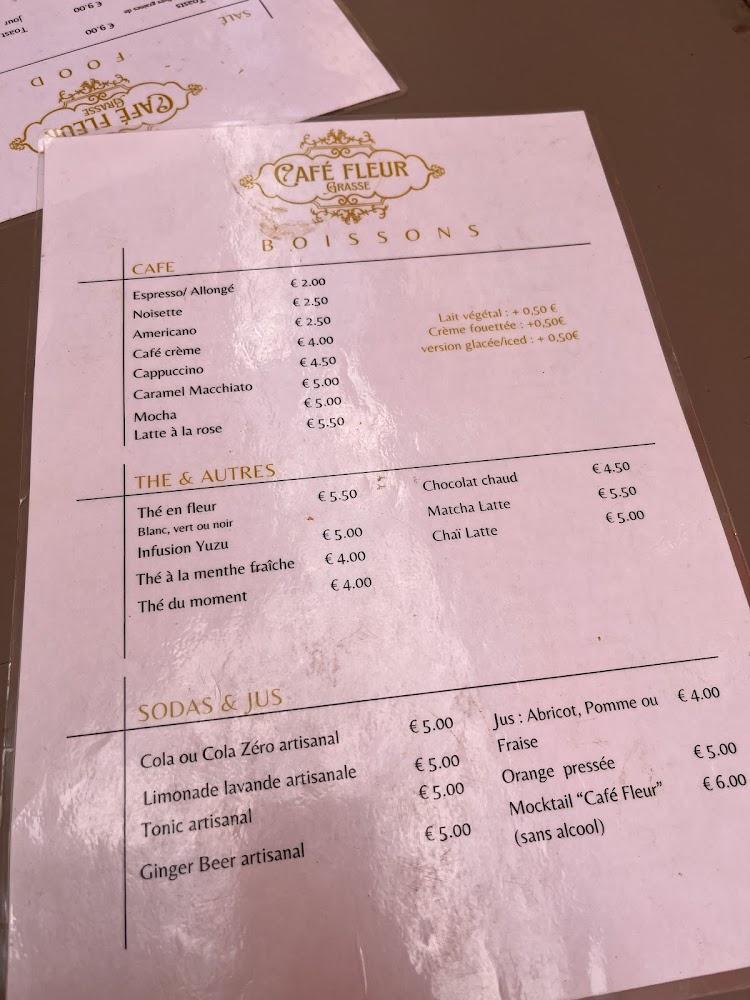 SALÉ
Toasts
€ 9.00
Toast
jour
€ 9.00
FOOD
CAFÉ FLEUR
GRASSE
CAFÉ FLEUR
GRASSE
BOISSONS
CAFE
Espresso/ Allongé € 2.00
Noisette € 2.50
Americano € 2.50
Café crème € 4.00
Cappuccino € 4.50
Caramel Macchiato € 5.00
Mocha € 5.00
Latte à la rose € 5.50
Lait végétal : + 0,50 €
Crème fouettée : +0,50€
version glacée/iced : + 0,50€
THE & AUTRES
Thé en fleur € 5.50
Blanc, vert ou noir
Infusion Yuzu € 5.00
Thé à la menthe fraîche € 4.00
Thé du moment € 4.00
Chocolat chaud € 4.50
Matcha Latte € 5.50
Chaï Latte € 5.00
SODAS & JUS
Cola ou Cola Zéro artisanal € 5.00
Limonade lavande artisanale € 5.00
Tonic artisanal € 5.00
Ginger Beer artisanal € 5.00
Jus : Abricot, Pomme ou € 4.00
Fraise
Orange pressée € 5.00
Mocktail “Café Fleur” € 6.00
(sans alcool)